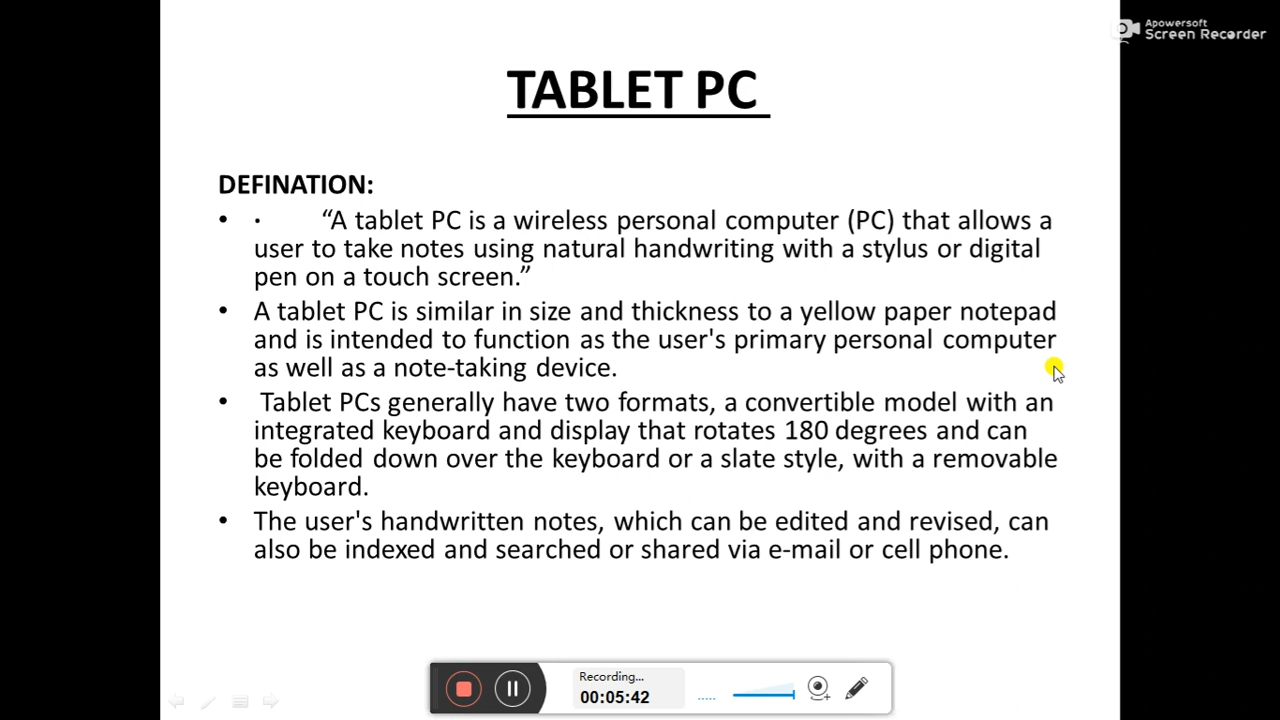 Apowersoft
Screen Recorder
TABLET PC
DEFINATION:
• · “A tablet PC is a wireless personal computer (PC) that allows a
user to take notes using natural handwriting with a stylus or digital
pen on a touch screen.”
• A tablet PC is similar in size and thickness to a yellow paper notepad
and is intended to function as the user's primary personal computer
as well as a note-taking device.
• Tablet PCs generally have two formats, a convertible model with an
integrated keyboard and display that rotates 180 degrees and can
be folded down over the keyboard or a slate style, with a removable
keyboard.
• The user's handwritten notes, which can be edited and revised, can
also be indexed and searched or shared via e-mail or cell phone.
Recording...
00:05:42